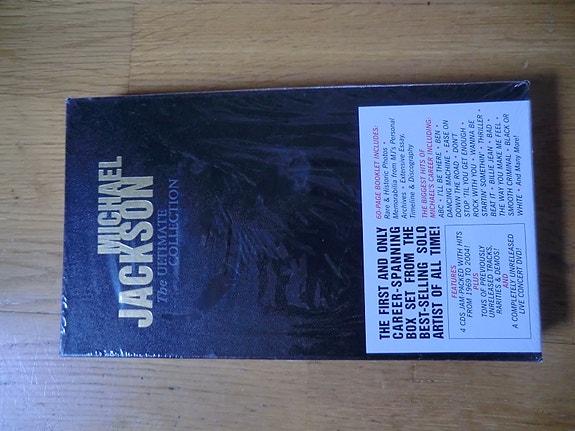 MICHAEL
JACKSON
The ULTIMATE
COLLECTION
THE FIRST AND ONLY
CAREER-SPANNING
BOX SET FROM THE
BEST-SELLING SOLO
ARTIST OF ALL TIME!
60-PAGE BOOKLET INCLUDES:
Rare & Historic Photos •
Memorabilia from MJ's Personal
Archives • Extensive Essay,
Timeline & Discography
THE BIGGEST HITS OF
MICHAEL'S CAREER INCLUDING:
ABC • I'LL BE THERE • BEN •
DANCING MACHINE • EASE ON
DOWN THE ROAD • DON'T
STOP 'TIL YOU GET ENOUGH •
ROCK WITH YOU • WANNA BE
STARTIN' SOMETHIN' • THRILLER •
BEAT IT • BILLIE JEAN • BAD •
THE WAY YOU MAKE ME FEEL •
SMOOTH CRIMINAL • BLACK OR
WHITE • And Many More!
FEATURES
4 CDS JAM-PACKED WITH HITS
FROM 1969 TO 2004!
PLUS
TONS OF PREVIOUSLY
UNRELEASED TRACKS,
RARITIES & DEMOS
AND
A COMPLETELY UNRELEASED
LIVE CONCERT DVD!